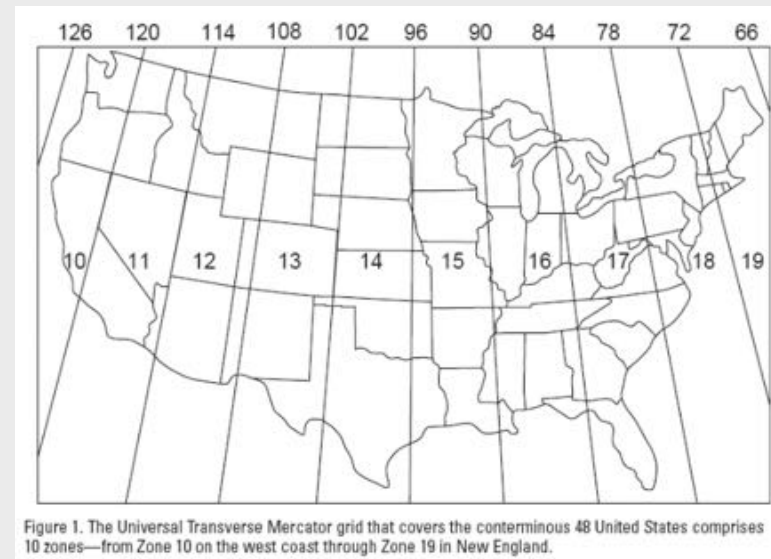 126 120 114 108 102 96 90 84 78 72 66
10 11 12 13 14 15 16 17 18 19
Figure 1. The Universal Transverse Mercator grid that covers the conterminous 48 United States comprises
10 zones—from Zone 10 on the west coast through Zone 19 in New England.